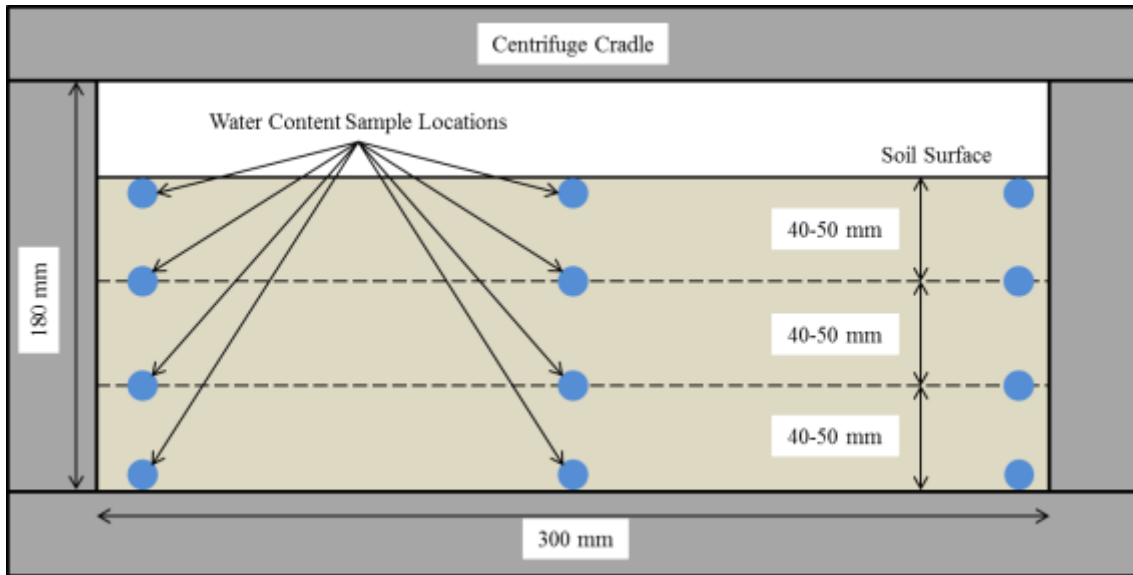 Centrifuge Cradle
Water Content Sample Locations
Soil Surface
40-50 mm
180 mm
40-50 mm
40-50 mm
300 mm